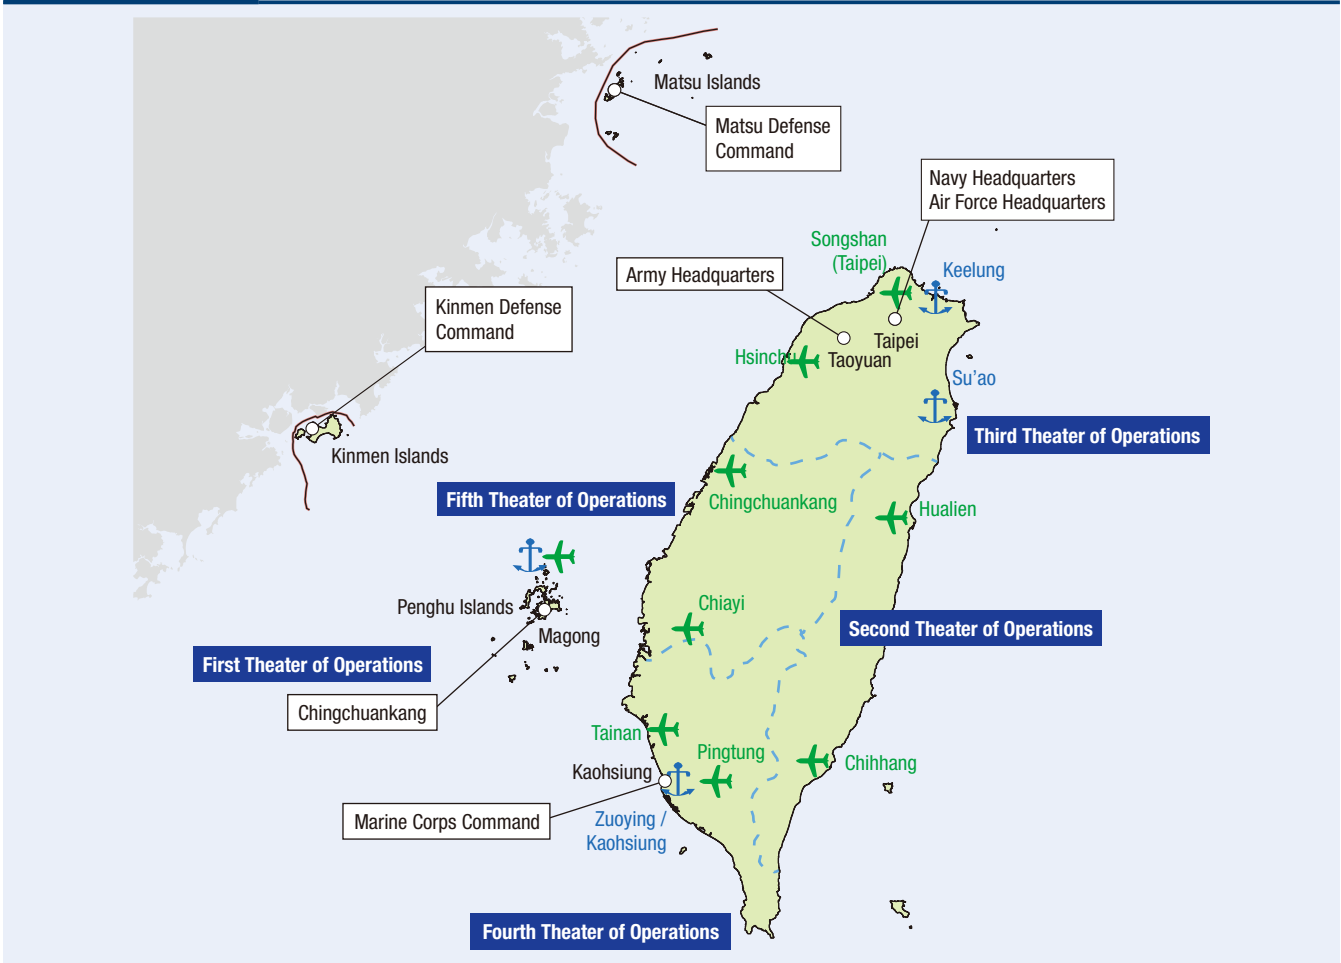 Matsu Islands
Matsu Defense
Command
Navy Headquarters
Air Force Headquarters
Songshan
(Taipei)
Keelung
Army Headquarters
Kinmen Defense
Command
Taipei
Hsinchu
Taoyuan
Su'ao
Third Theater of Operations
Kinmen Islands
Fifth Theater of Operations
Chingchuankang
Hualien
Penghu Islands
Chiayi
Magong
Second Theater of Operations
First Theater of Operations
Chingchuankang
Tainan
Pingtung
Kaohsiung
Chihhang
Marine Corps Command
Zuoying /
Kaohsiung
Fourth Theater of Operations